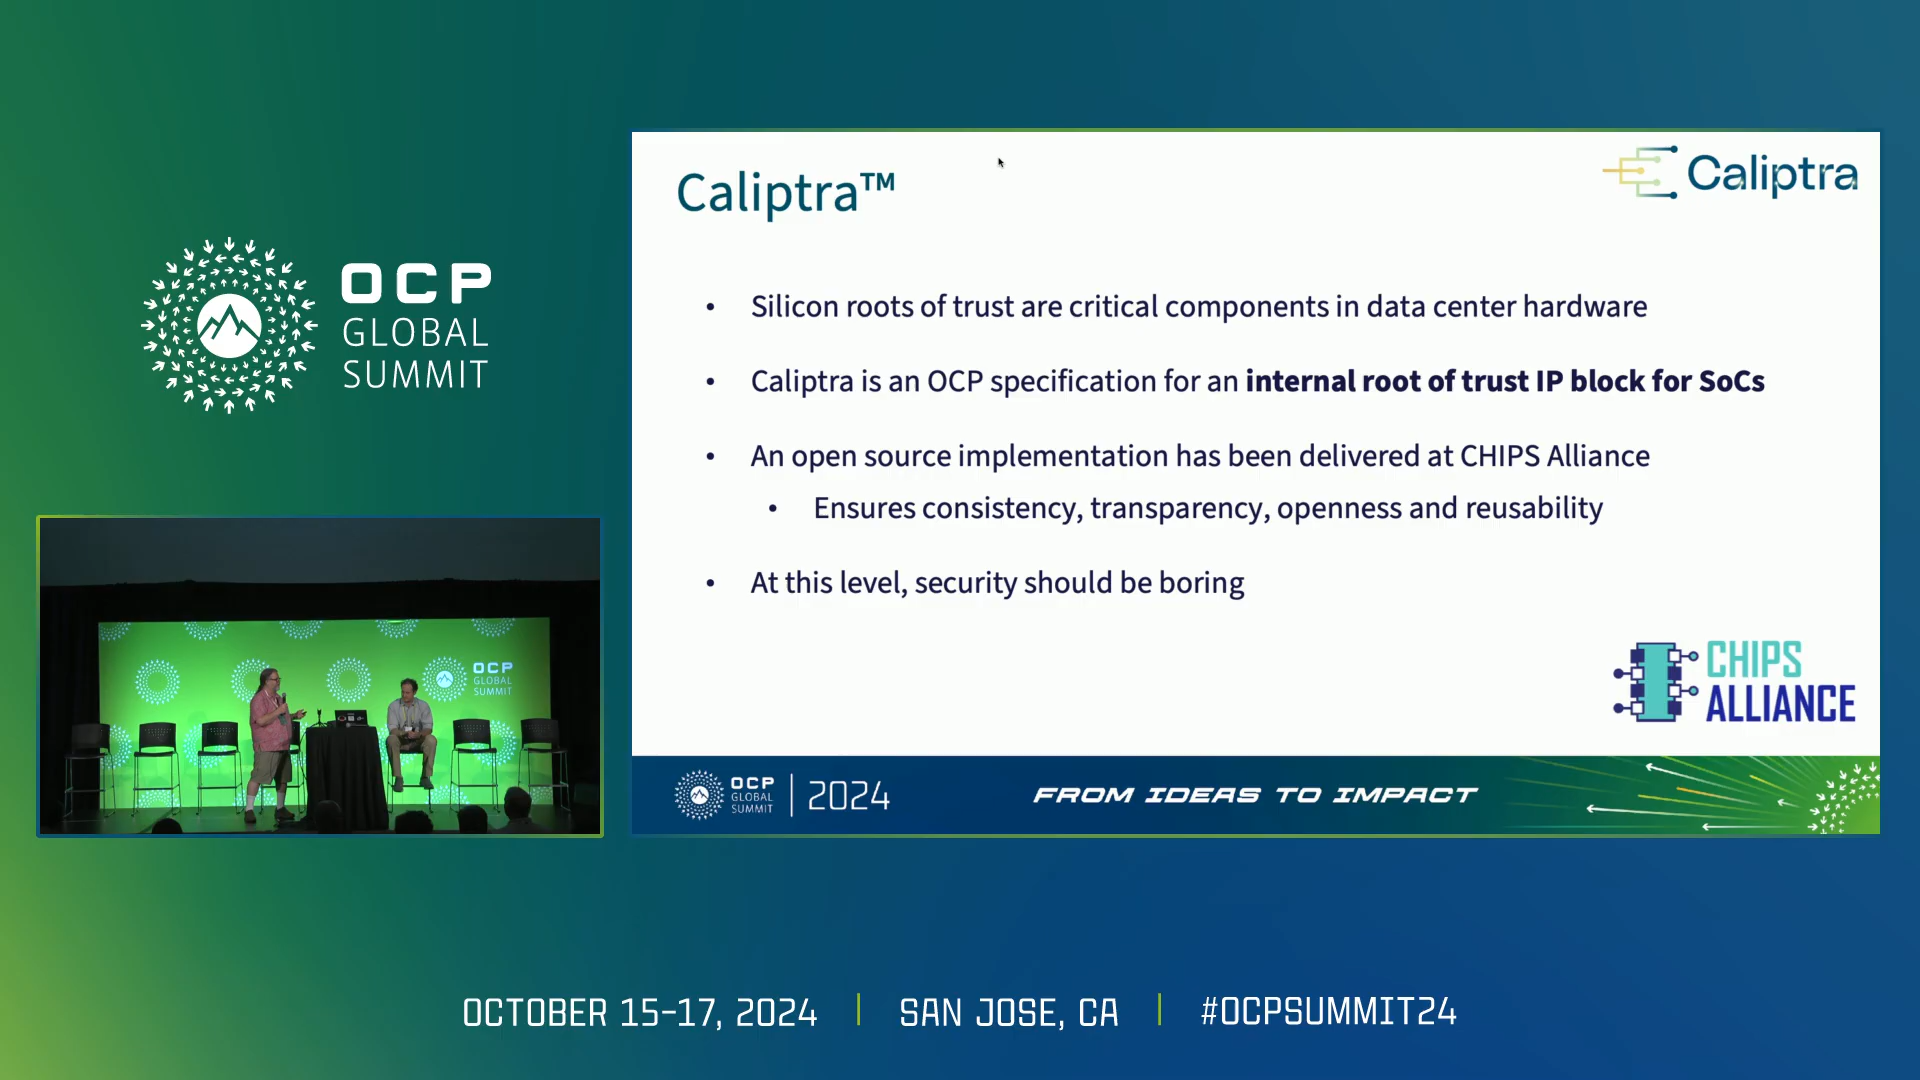 OCP
GLOBAL
SUMMIT
Caliptra™
Caliptra
• Silicon roots of trust are critical components in data center hardware
• Caliptra is an OCP specification for an internal root of trust IP block for SoCs
• An open source implementation has been delivered at CHIPS Alliance
• Ensures consistency, transparency, openness and reusability
• At this level, security should be boring
CHIPS
ALLIANCE
OCP
GLOBAL
SUMMIT
2024
FROM IDEAS TO IMPACT
OCP
GLOBAL
SUMMIT
OCTOBER 15-17, 2024 | SAN JOSE, CA | #OCPSUMMIT24